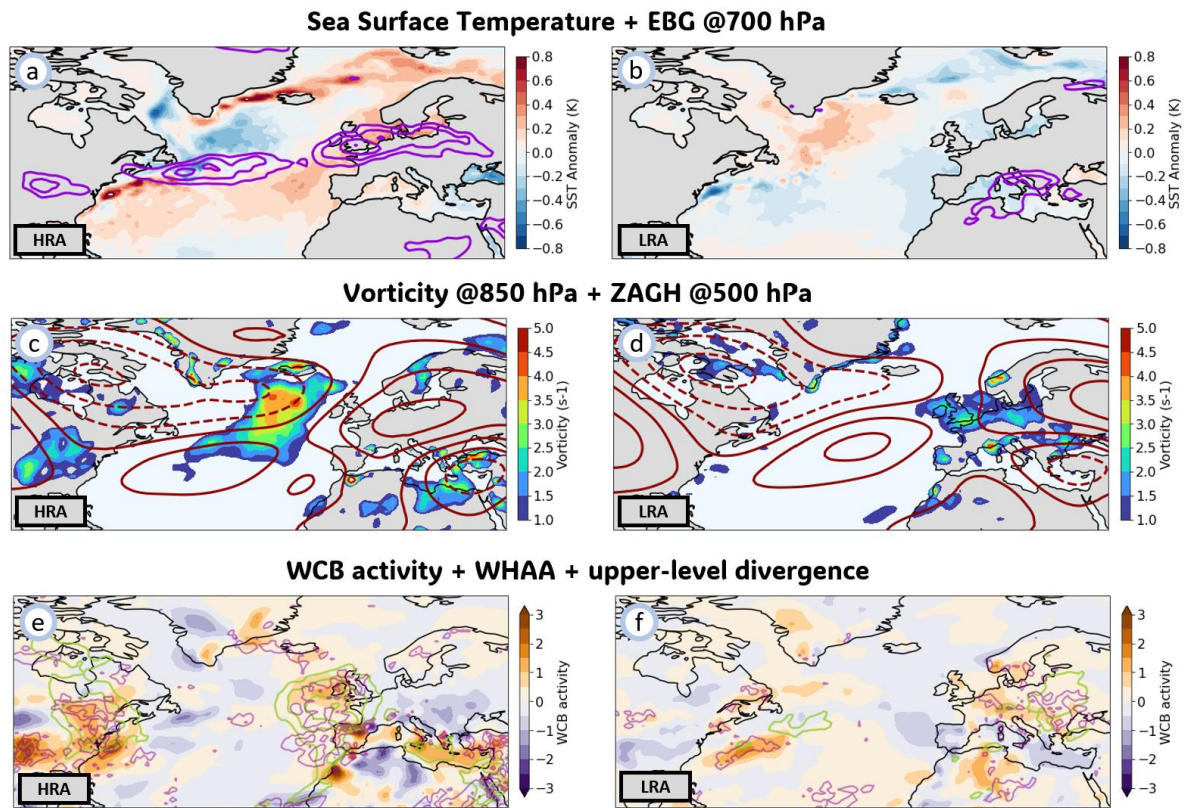 Sea Surface Temperature + EBG @700 hPa
a
HRA
0.8
0.6
0.4
0.2
0.0
−0.2
−0.4
−0.6
−0.8
SST Anomaly (K)
b
LRA
0.8
0.6
0.4
0.2
0.0
−0.2
−0.4
−0.6
−0.8
SST Anomaly (K)
Vorticity @850 hPa + ZAGH @500 hPa
c
HRA
5.0
4.5
4.0
3.5
3.0
2.5
2.0
1.5
1.0
Vorticity (s-1)
d
LRA
5.0
4.5
4.0
3.5
3.0
2.5
2.0
1.5
1.0
Vorticity (s-1)
WCB activity + WHAA + upper-level divergence
e
HRA
3
2
1
0
−1
−2
−3
WCB activity
f
LRA
3
2
1
0
−1
−2
−3
WCB activity